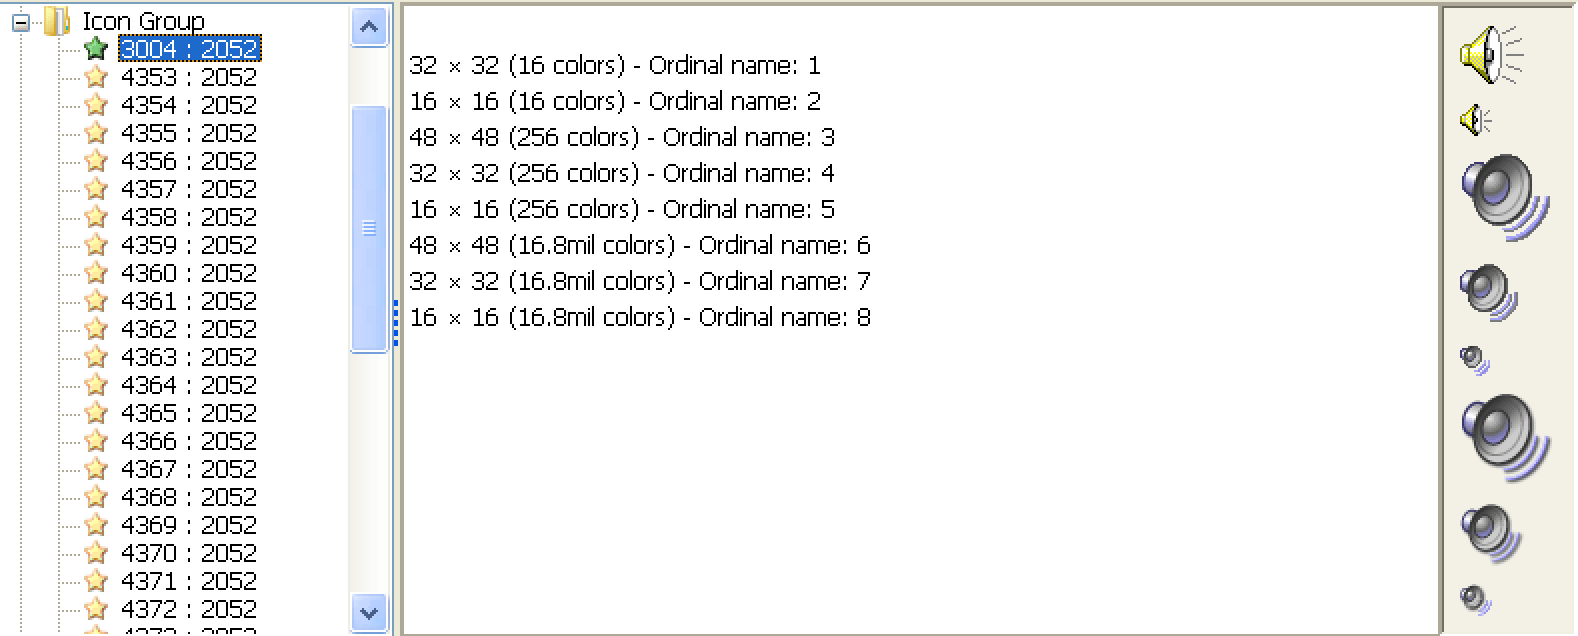 Icon Group
3004 : 2052
4353 : 2052
4354 : 2052
4355 : 2052
4356 : 2052
4357 : 2052
4358 : 2052
4359 : 2052
4360 : 2052
4361 : 2052
4362 : 2052
4363 : 2052
4364 : 2052
4365 : 2052
4366 : 2052
4367 : 2052
4368 : 2052
4369 : 2052
4370 : 2052
4371 : 2052
4372 : 2052
32 × 32 (16 colors) - Ordinal name: 1
16 × 16 (16 colors) - Ordinal name: 2
48 × 48 (256 colors) - Ordinal name: 3
32 × 32 (256 colors) - Ordinal name: 4
16 × 16 (256 colors) - Ordinal name: 5
48 × 48 (16.8mil colors) - Ordinal name: 6
32 × 32 (16.8mil colors) - Ordinal name: 7
16 × 16 (16.8mil colors) - Ordinal name: 8